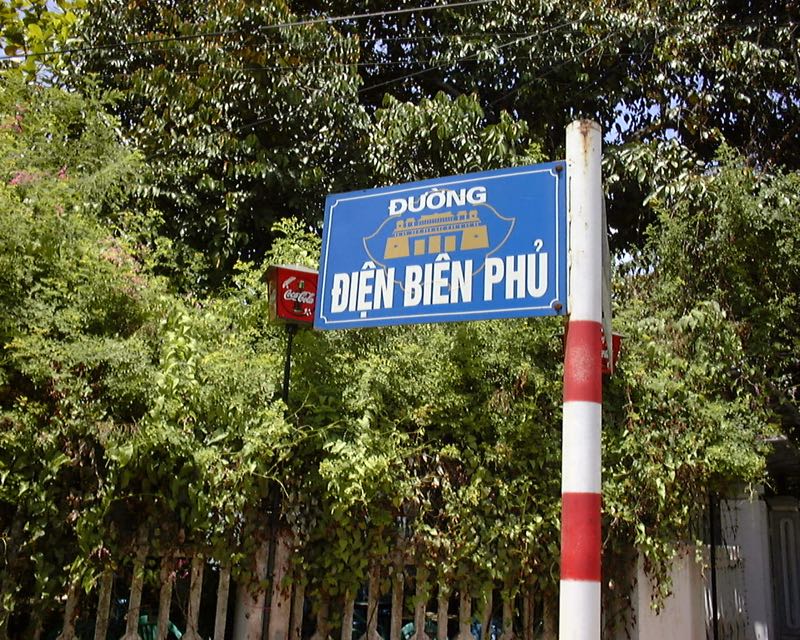 ĐƯỜNG
ĐIỆN BIÊN PHỦ
Coca-Cola